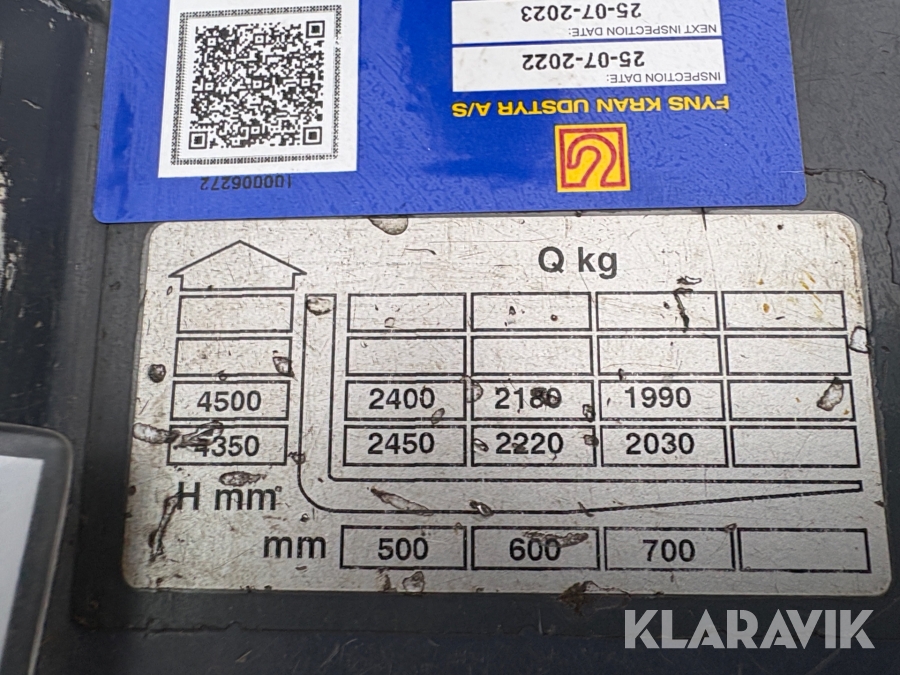 NEXT INSPECTION DATE:
25-07-2023
INSPECTION DATE:
25-07-2022
FYNS KRAN UDSTYR A/S
100006272
Q kg
4500 2400 2180 1990
4350 2450 2220 2030
H mm
mm 500 600 700
KLARAVIK